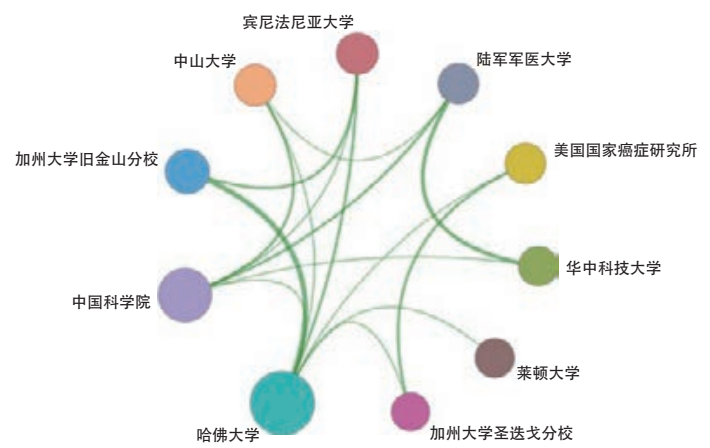 宾尼法尼亚大学
中山大学
陆军军医大学
加州大学旧金山分校
美国国家癌症研究所
华中科技大学
中国科学院
莱顿大学
哈佛大学
加州大学圣迭戈分校